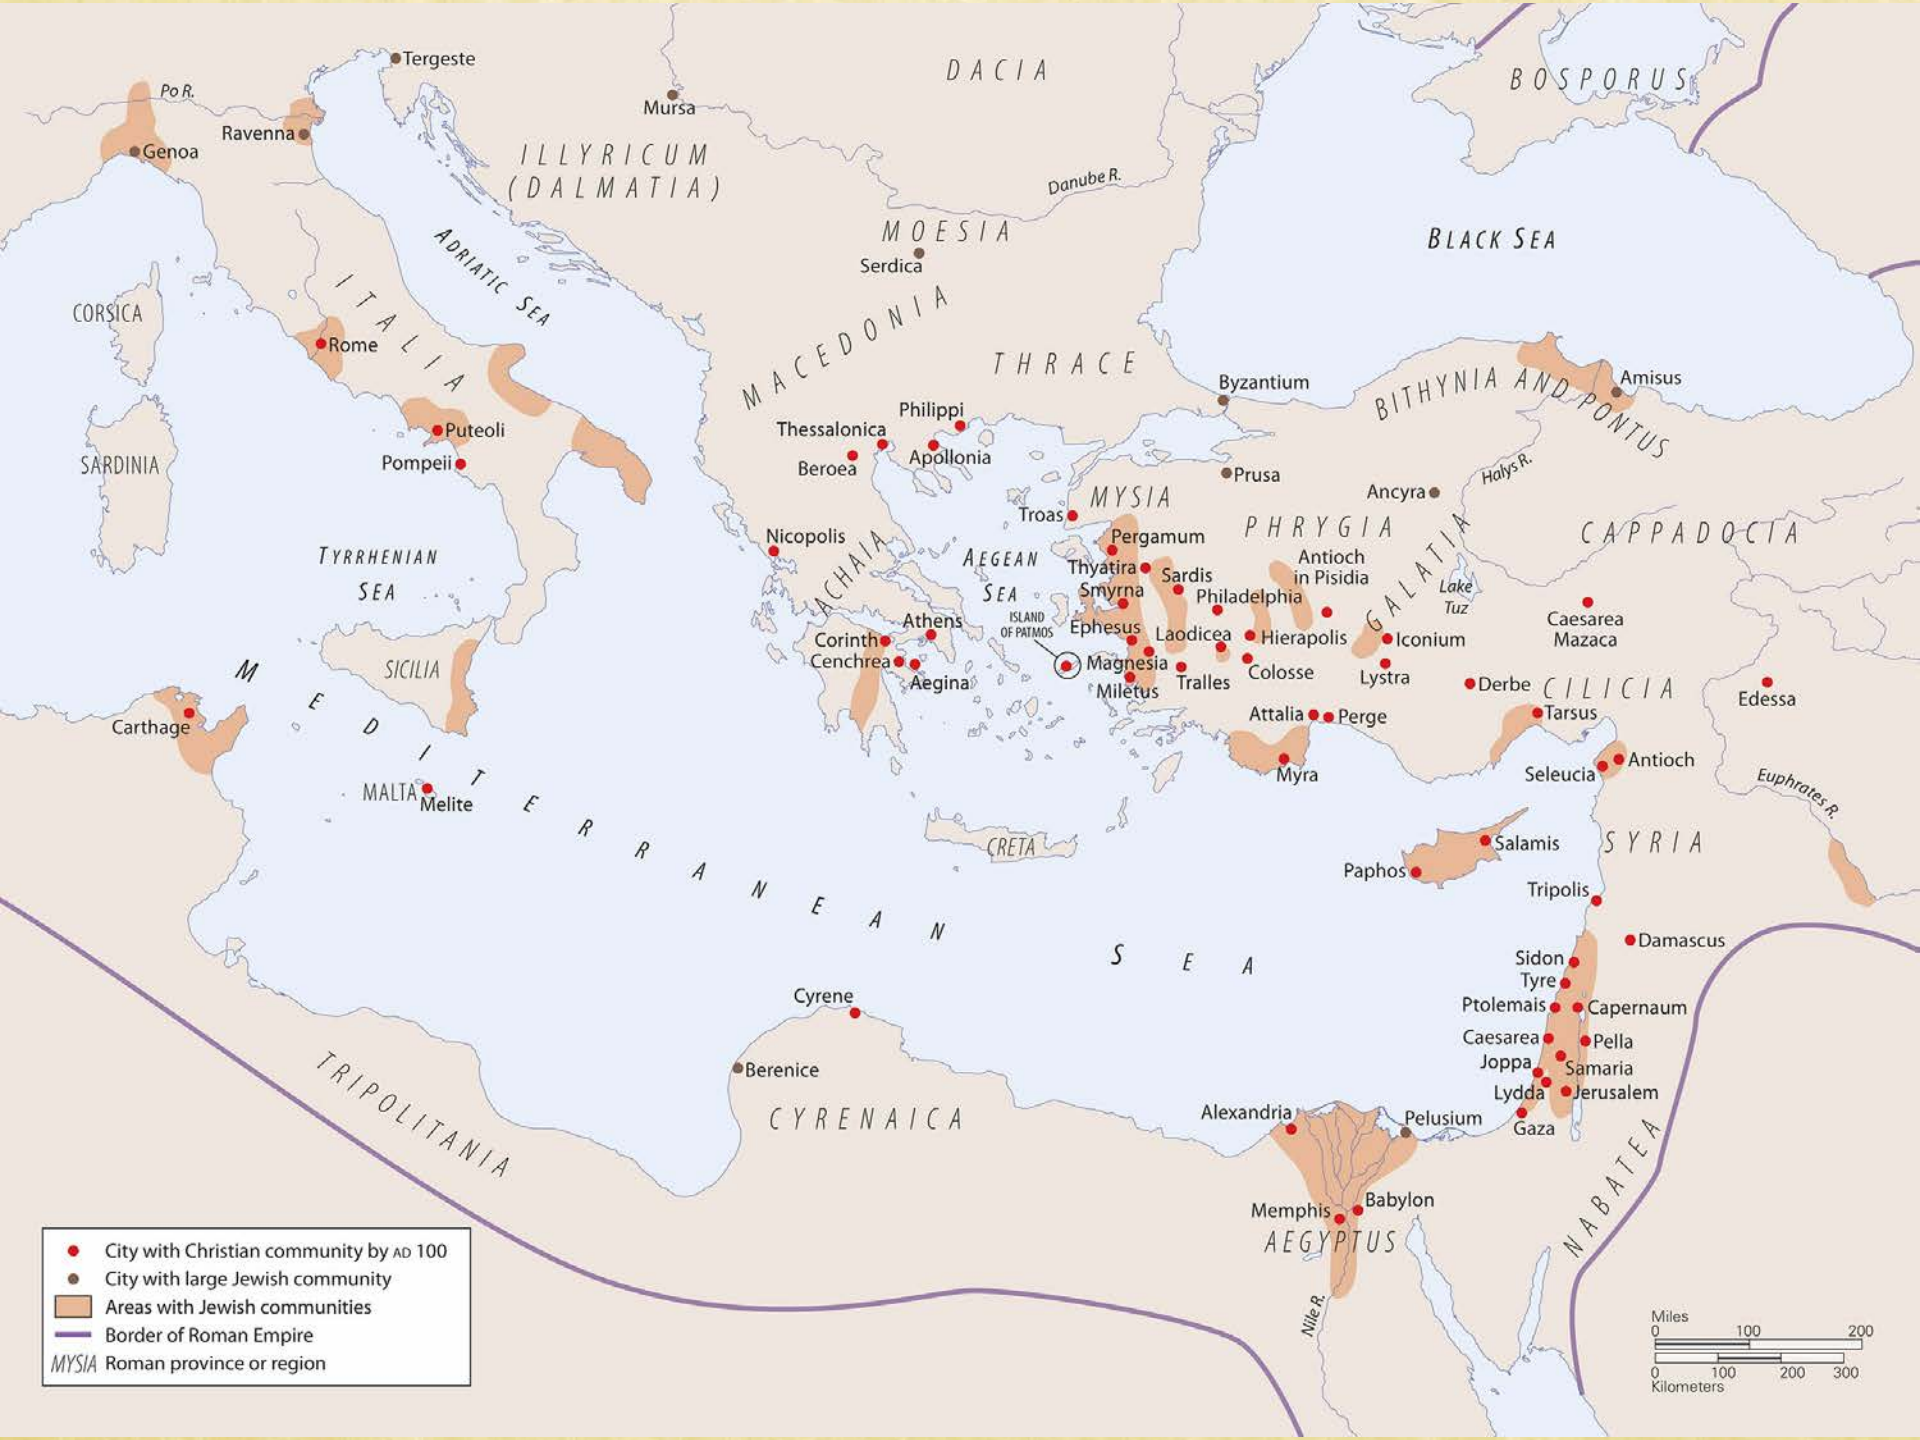 Tergeste
DACIA
BOSPORUS
Po R.
Mursa
Ravenna
Genoa
ILLYRICUM
(DALMATIA)
Danube R.
MOESIA
Serdica
BLACK SEA
ADRIATIC SEA
CORSICA
ITALIA
Rome
MACEDONIA
THRACE
Byzantium
BITHYNIA AND PONTUS
Amisus
Philippi
Thessalonica
Apollonia
Beroea
Puteoli
Pompeii
SARDINIA
Halys R.
Prusa
Ancyra
MYSIA
Troas
PHRYGIA
CAPPADOCIA
Nicopolis
Pergamum
TYRRHENIAN
SEA
AEGEAN
SEA
ACHAIA
Antioch
in Pisidia
Thyatira
Sardis
Smyrna
Philadelphia
GALATIA
Lake
Tuz
Caesarea
Mazaca
ISLAND
OF PATMOS
Athens
Ephesus
Laodicea
Hierapolis
Iconium
Corinth
Cenchrea
Magnesia
Colosse
Lystra
Aegina
Miletus
Tralles
Derbe
CILICIA
Edessa
SICILIA
Attalia
Perge
Tarsus
Carthage
Myra
Seleucia
Antioch
Euphrates R.
MALTA
Melite
MEDITERRANEAN SEA
CRETA
Salamis
Paphos
SYRIA
Tripolis
Damascus
Sidon
Tyre
Cyrene
Ptolemais
Capernaum
Caesarea
Pella
Joppa
Samaria
Berenice
Lydda
Jerusalem
TRIPOLITANIA
CYRENAICA
Alexandria
Pelusium
Gaza
NABATEA
Memphis
Babylon
AEGYPTUS
Nile R.
City with Christian community by AD 100
City with large Jewish community
Areas with Jewish communities
Border of Roman Empire
MYSIA Roman province or region
Miles
0 100 200
0 100 200 300
Kilometers